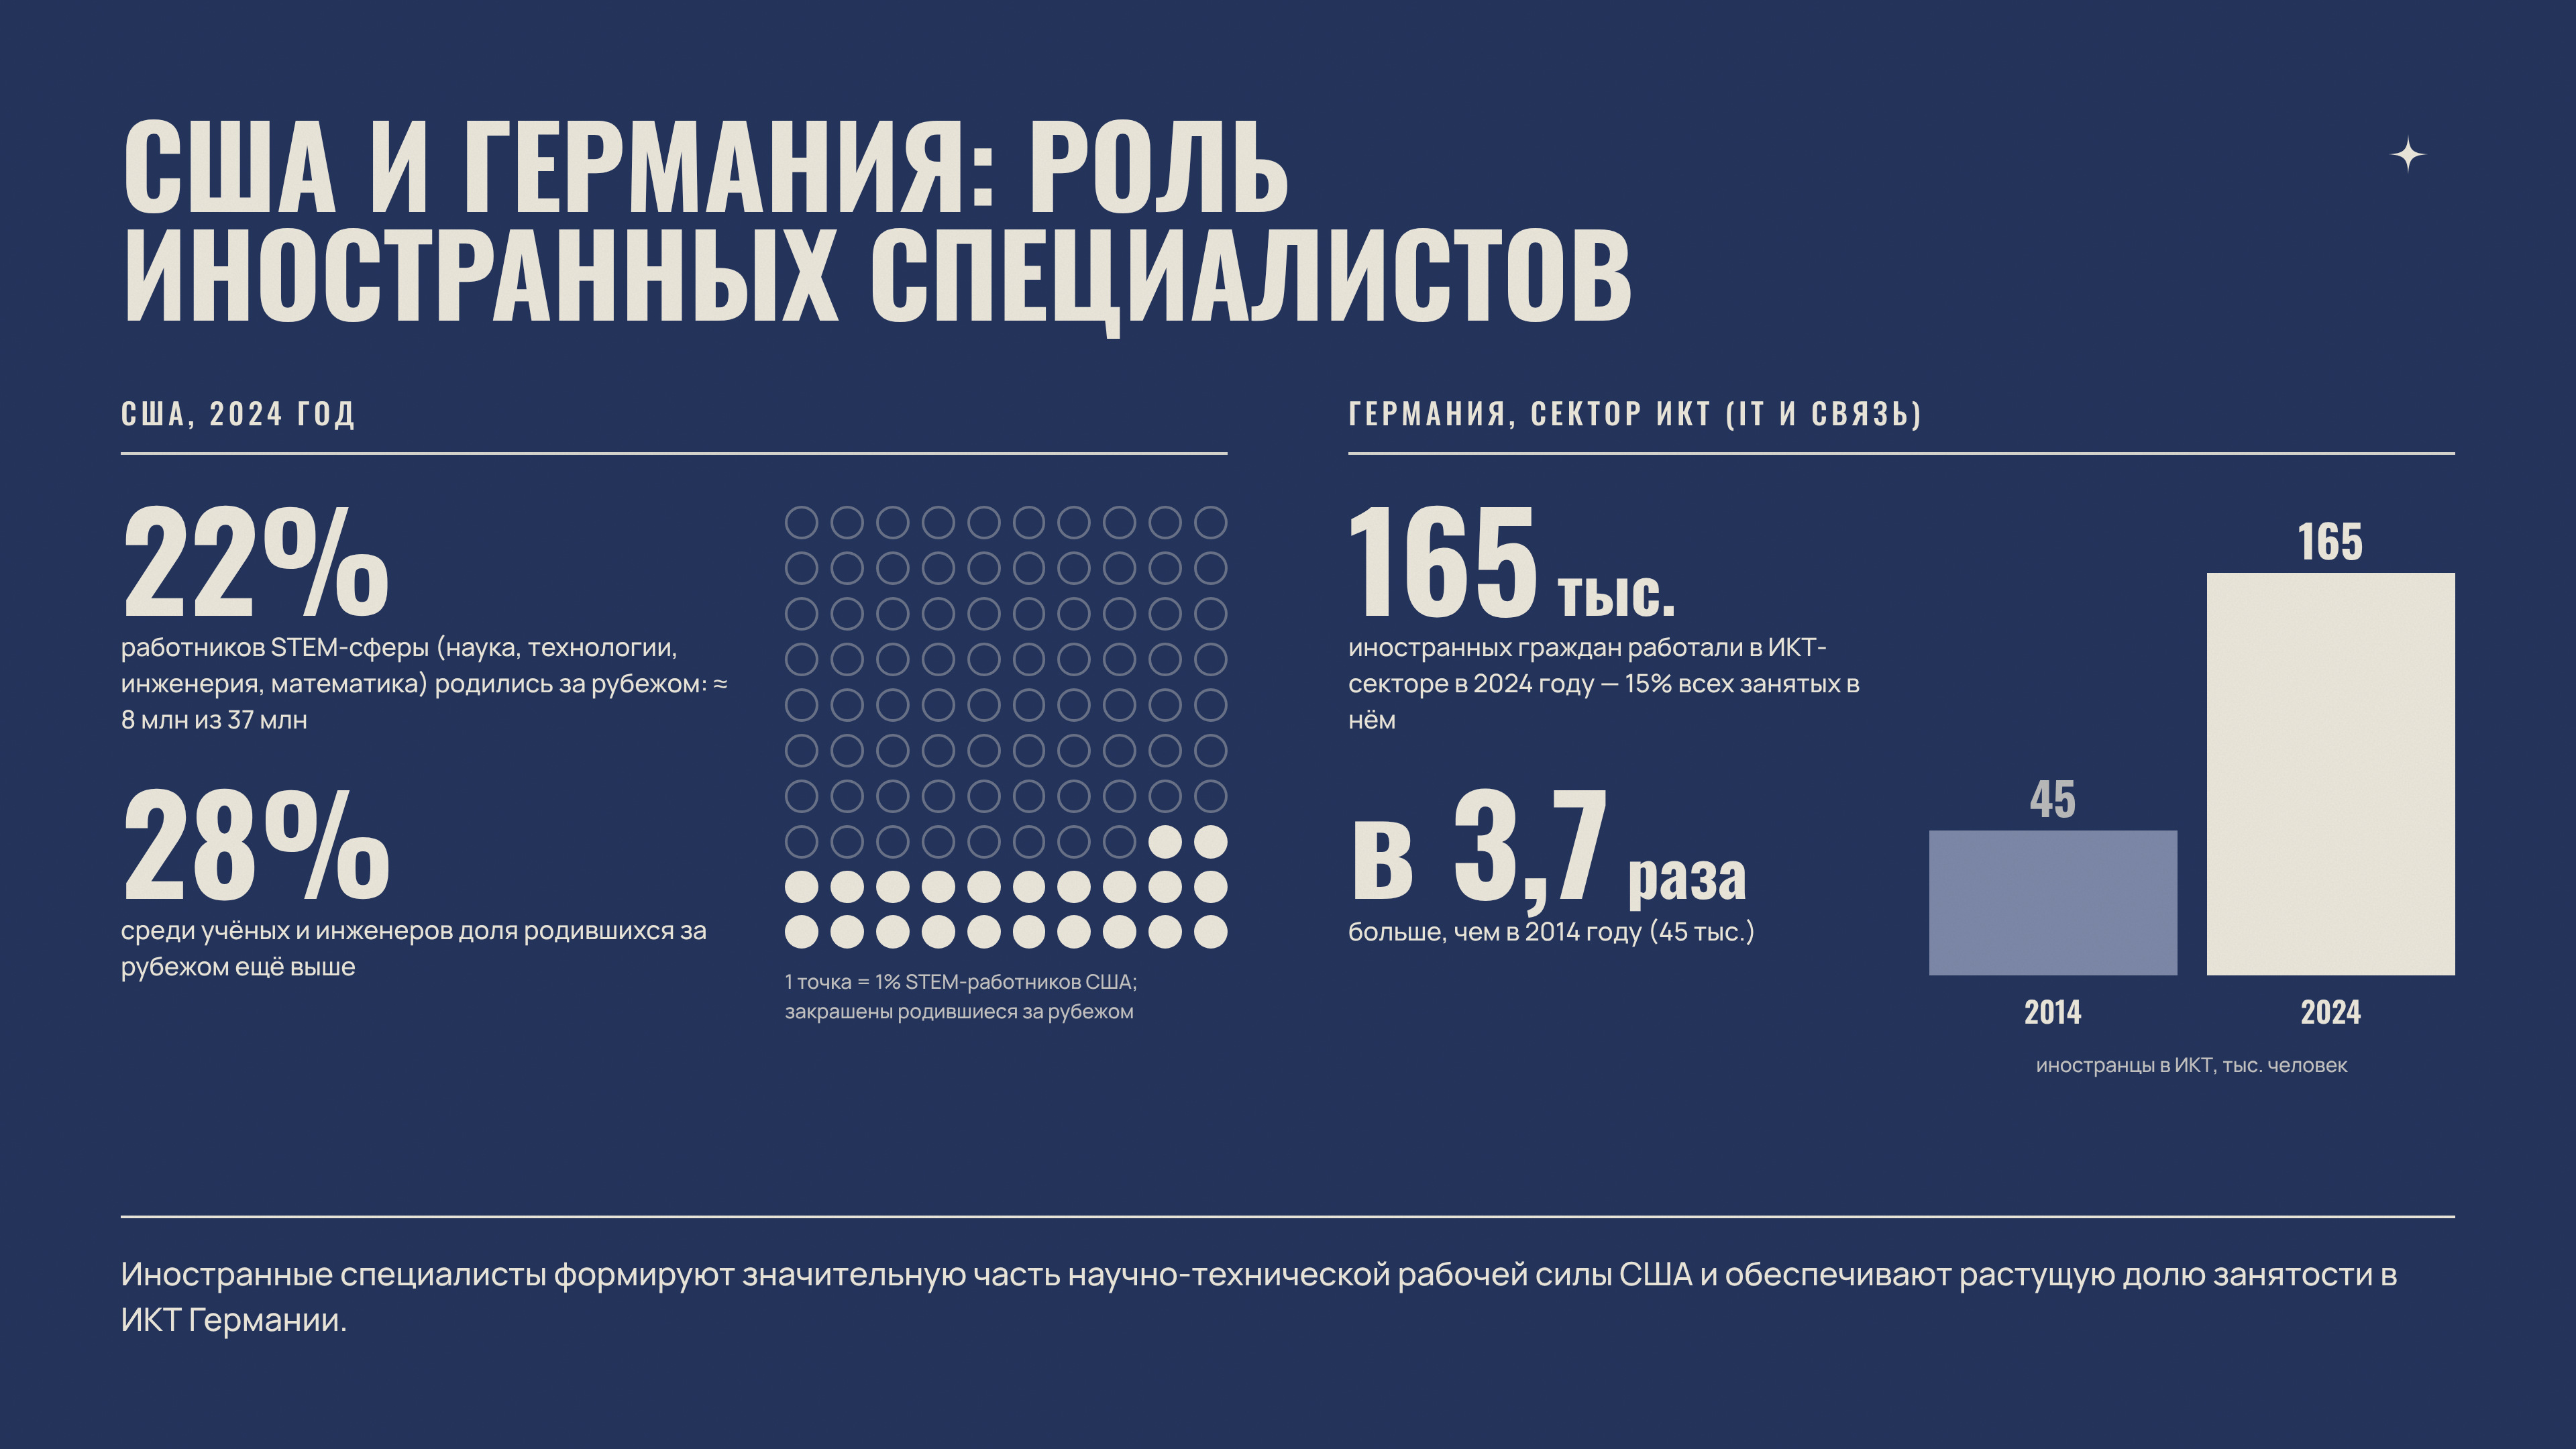 США И ГЕРМАНИЯ: РОЛЬ
ИНОСТРАННЫХ СПЕЦИАЛИСТОВ
США, 2024 ГОД
22%
работников STEM-сферы (наука, технологии,
инженерия, математика) родились за рубежом: ≈
8 млн из 37 млн
28%
среди учёных и инженеров доля родившихся за
рубежом ещё выше
1 точка = 1% STEM-работников США;
закрашены родившиеся за рубежом
ГЕРМАНИЯ, СЕКТОР ИКТ (IT И СВЯЗЬ)
165 тыс.
иностранных граждан работали в ИКТ-
секторе в 2024 году — 15% всех занятых в
нём
в 3,7 раза
больше, чем в 2014 году (45 тыс.)
45
165
2014
2024
иностранцы в ИКТ, тыс. человек
Иностранные специалисты формируют значительную часть научно-технической рабочей силы США и обеспечивают растущую долю занятости в
ИКТ Германии.